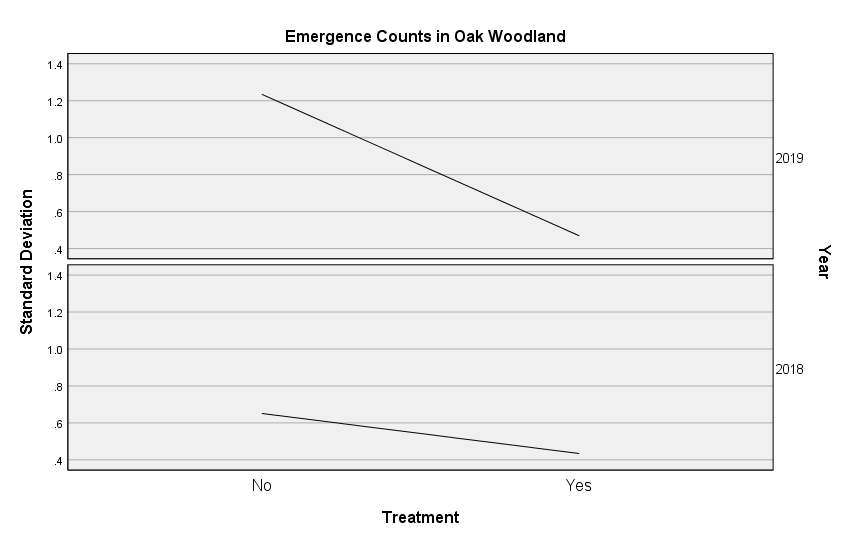 Emergence Counts in Oak Woodland
1.4
1.2
1.0
.8
.6
.4
2019
Standard Deviation
Year
1.4
1.2
1.0
.8
.6
.4
2018
No Yes
Treatment